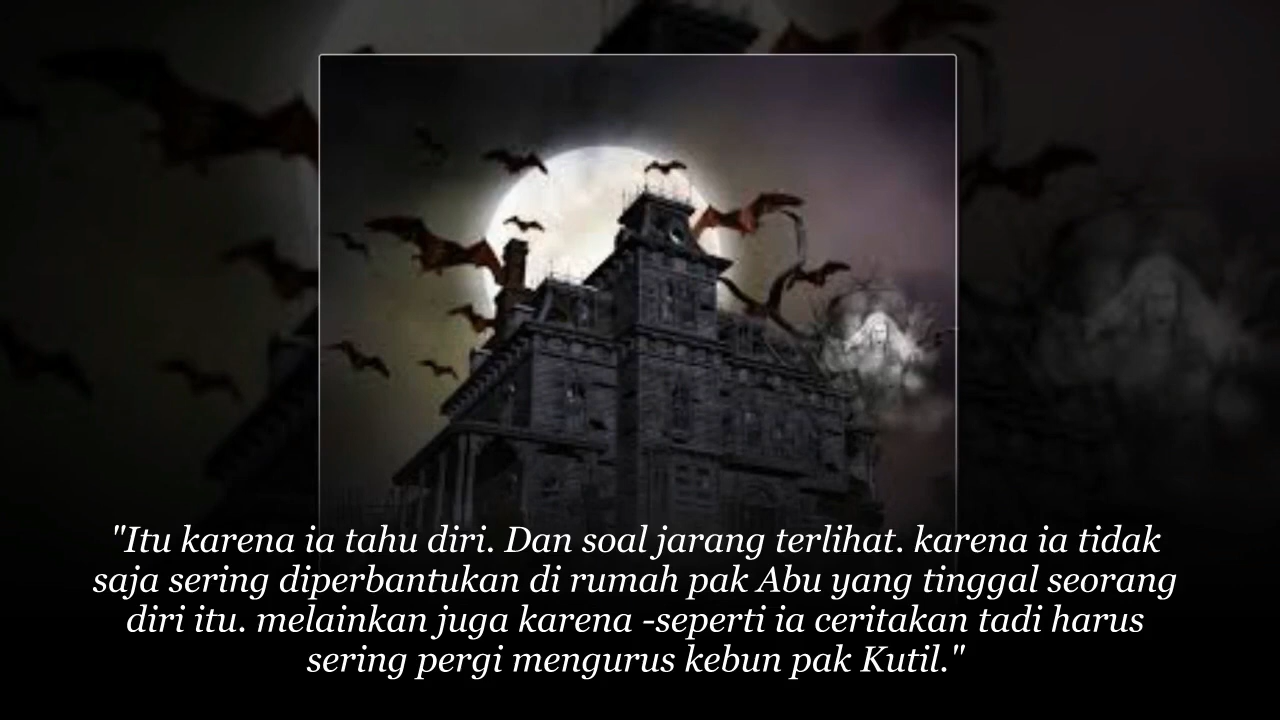 "Itu karena ia tahu diri. Dan soal jarang terlihat. karena ia tidak
saja sering diperbantukan di rumah pak Abu yang tinggal seorang
diri itu. melainkan juga karena -seperti ia ceritakan tadi harus
sering pergi mengurus kebun pak Kutil."